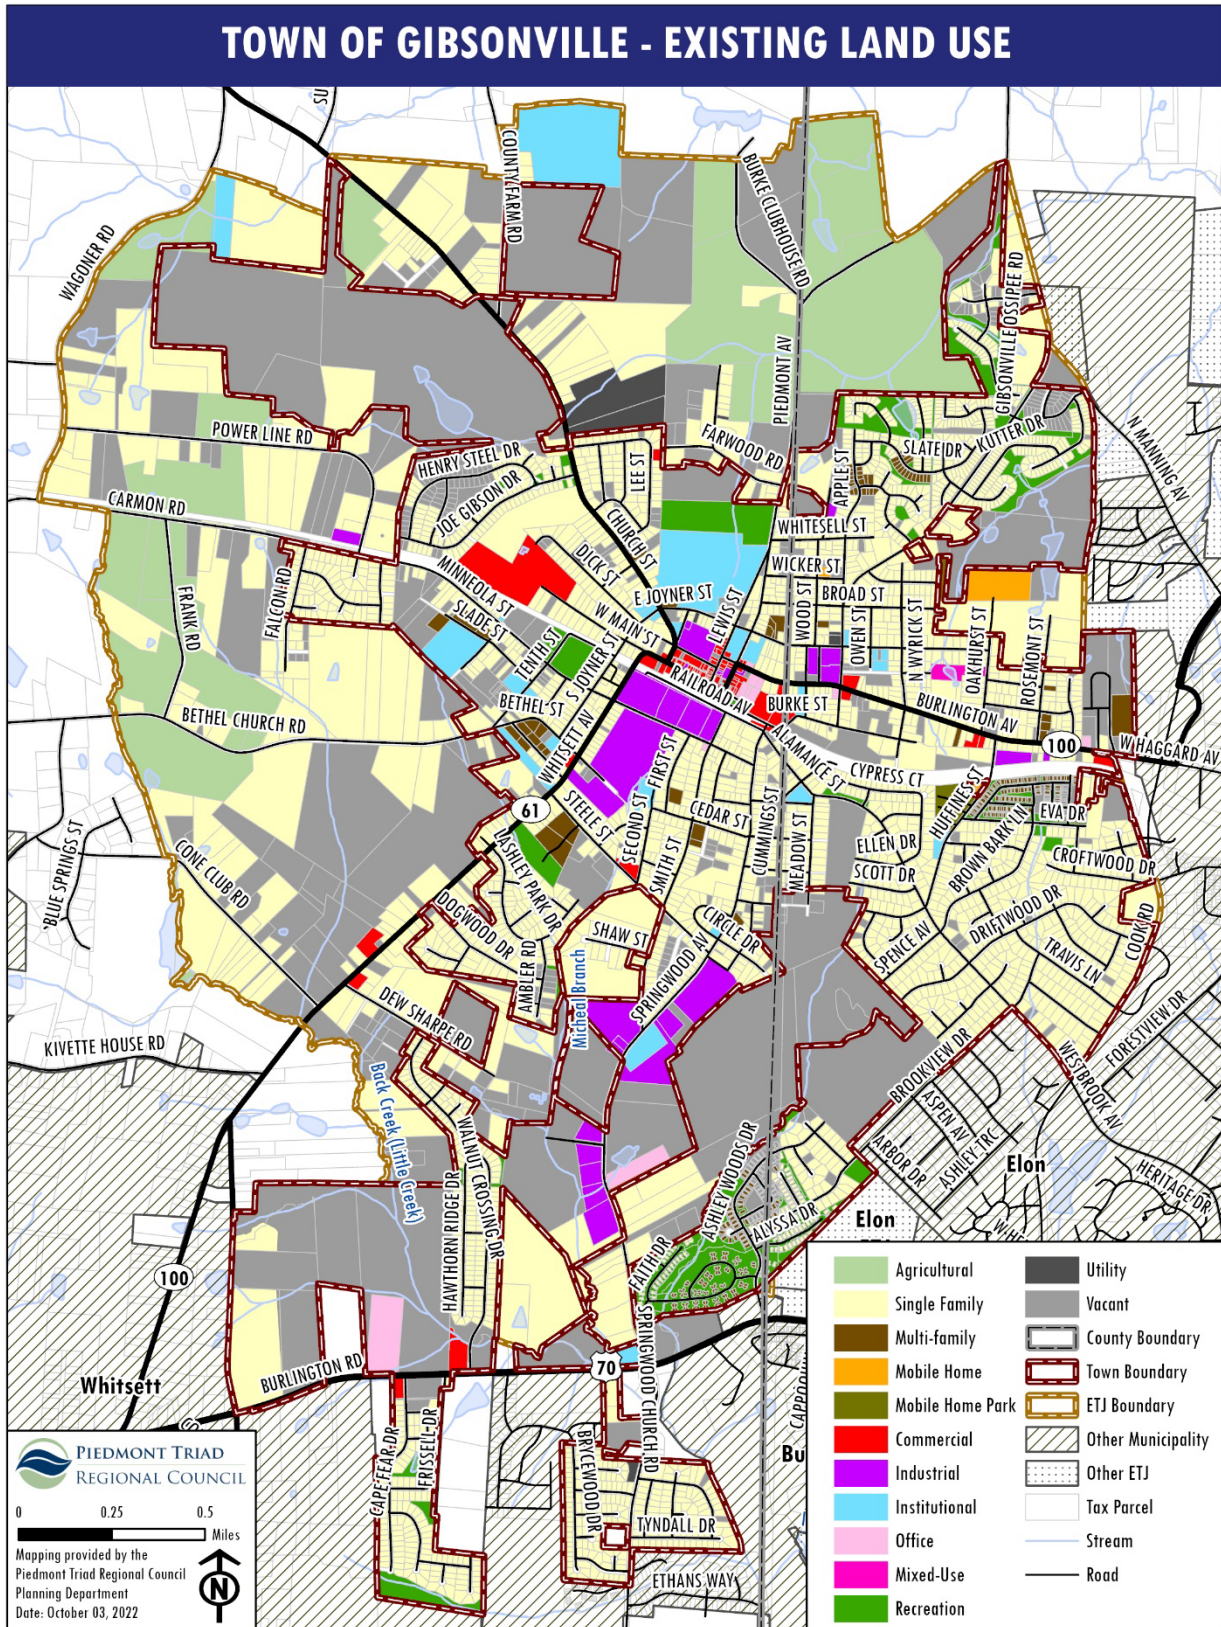 TOWN OF GIBSONVILLE - EXISTING LAND USE
SU
COUNTY FARM RD
BURKE CLUBHOUSE RD
WAGONER RD
GIBSONVILLE OSSIPEE RD
PIEDMONT AV
POWER LINE RD
HENRY STEEL DR
FARWOOD RD
SLATE DR
KUTTER DR
N MANNING AV
LEE ST
APPLE ST
CARMON RD
JOE GIBSON DR
CHURCH ST
WHITESELL ST
DICK ST
WICKER ST
MINNEOLA ST
E JOYNER ST
BROAD ST
FRANK RD
FALCON RD
SLADE ST
W MAIN ST
LEWIS ST
WOOD ST
OWEN ST
N WYRICK ST
OAKHURST ST
ROSEMONT ST
TENTH ST
S JOYNER ST
RAILROAD AV
BETHEL ST
BURKE ST
BURLINGTON AV
BETHEL CHURCH RD
WHITSETT AV
ALAMANCE ST
100
W HAGGARD AV
FIRST ST
CYPRESS CT
61
STEELE ST
SECOND ST
CEDAR ST
CUMMINGS ST
MEADOW ST
HUFFINES ST
EVA DR
BLUE SPRINGS ST
CONE CLUB RD
LASHLEY PARK DR
SMITH ST
ELLEN DR
SCOTT DR
BROWN BARK LN
CROFTWOOD DR
DOGWOOD DR
CIRCLE DR
DRIFTWOOD DR
COOK RD
SHAW ST
SPENCE AV
TRAVIS LN
AMBLER RD
SPRINGWOOD AV
DEW SHARPE RD
Micheal Branch
KIVETTE HOUSE RD
FORESTVIEW DR
WESTBROOK AV
BROOKVIEW DR
Back Creek (Little Creek)
WALNUT CROSSING DR
ASPEN AV
ARBOR DR
ASHLEY TRC
Elon
HERITAGE DR
HAWTHORN RIDGE DR
ASHLEY WOODS DR
ALYSSA DR
Elon
100
FAITH DR
SPRINGWOOD CHURCH RD
BURLINGTON RD
70
Whitsett
CAPE FEAR DR
FRISSELL DR
BRYCEWOOD DR
TYNDALL DR
ETHANS WAY
Bu
Agricultural
Single Family
Multi-family
Mobile Home
Mobile Home Park
Commercial
Industrial
Institutional
Office
Mixed-Use
Recreation
Utility
Vacant
County Boundary
Town Boundary
ETJ Boundary
Other Municipality
Other ETJ
Tax Parcel
Stream
Road
PIEDMONT TRIAD
REGIONAL COUNCIL
0 0.25 0.5
Miles
Mapping provided by the
Piedmont Triad Regional Council
Planning Department
Date: October 03, 2022
N